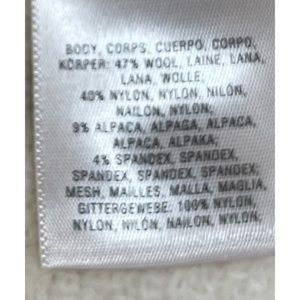 BODY, CORPS, CUERPO, CORPO,
KÖRPER: 47% WOOL, LAINE, LANA,
LANA, WOLLE;
40% NYLON, NYLON, NILÓN,
NAILON, NYLON;
9% ALPACA, ALPAGA, ALPACA,
ALPACA, ALPAKA;
4% SPANDEX, SPANDEX,
SPANDEX, SPANDEX, SPANDEX,
MESH, MAILLES, MALLA, MAGLIA,
GITTERGEWEBE: 100% NYLON,
NYLON, NILÓN, NAILON, NYLON,